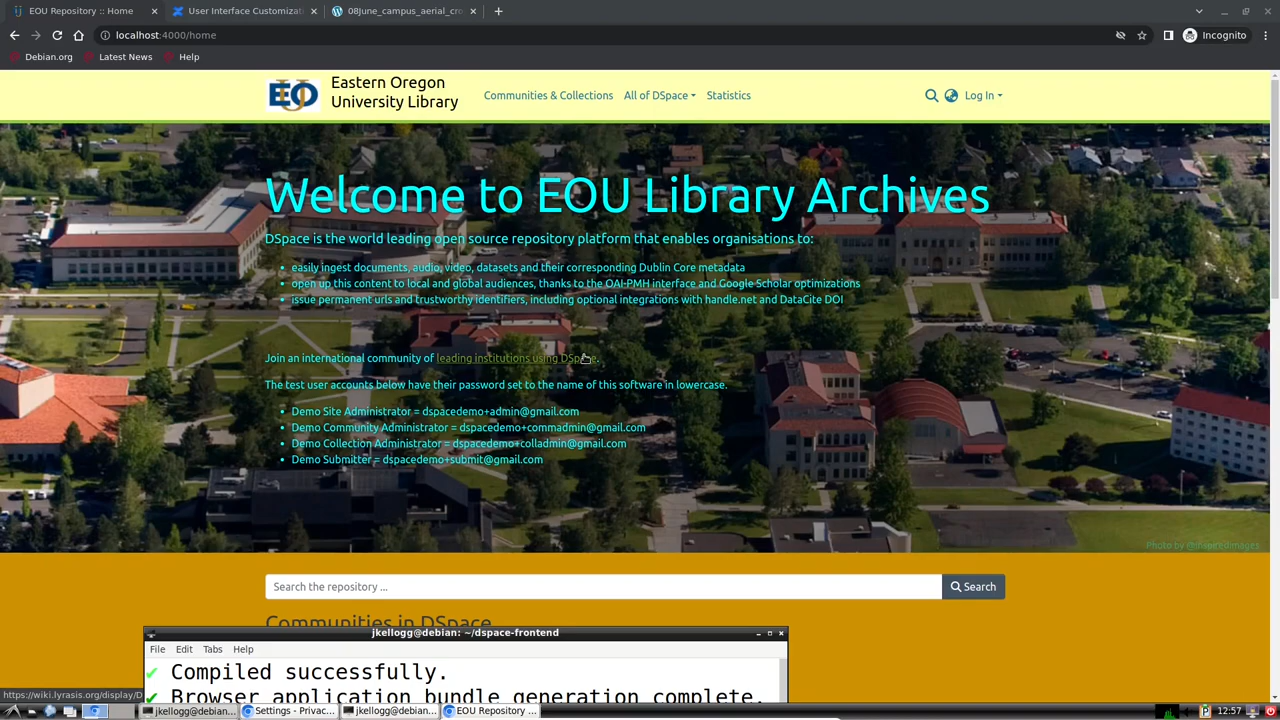 EOU Repository :: Home
User Interface Customizati
08June_campus_aerial_cro
localhost:4000/home
Incognito
Debian.org
Latest News
Help
EOU
Eastern Oregon
University Library
Communities & Collections
All of DSpace
Statistics
Log In
Welcome to EOU Library Archives
DSpace is the world leading open source repository platform that enables organisations to:
• easily ingest documents, audio, video, datasets and their corresponding Dublin Core metadata
• open up this content to local and global audiences, thanks to the OAI-PMH interface and Google Scholar optimizations
• issue permanent urls and trustworthy identifiers, including optional integrations with handle.net and DataCite DOI
Join an international community of leading institutions using DSpace.
The test user accounts below have their password set to the name of this software in lowercase.
• Demo Site Administrator = dspacedemo+admin@gmail.com
• Demo Community Administrator = dspacedemo+commadmin@gmail.com
• Demo Collection Administrator = dspacedemo+colladmin@gmail.com
• Demo Submitter = dspacedemo+submit@gmail.com
Photo by @inspiredimages
Search the repository ...
Search
Communities in DSpace
jkellogg@debian: ~/dspace-frontend
File Edit Tabs Help
✔ Compiled successfully.
✔ Browser application bundle generation complete.
https://wiki.lyrasis.org/display/D
jkellogg@debian...
Settings - Privac...
jkellogg@debian...
EOU Repository ...
12:57